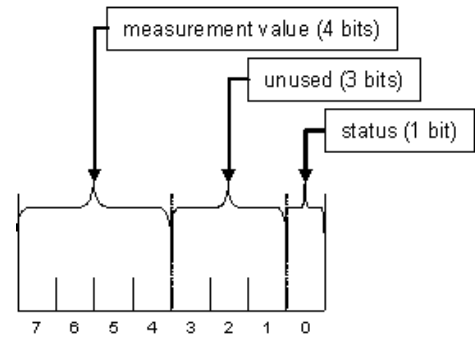 measurement value (4 bits)
unused (3 bits)
status (1 bit)
7 6 5 4 3 2 1 0